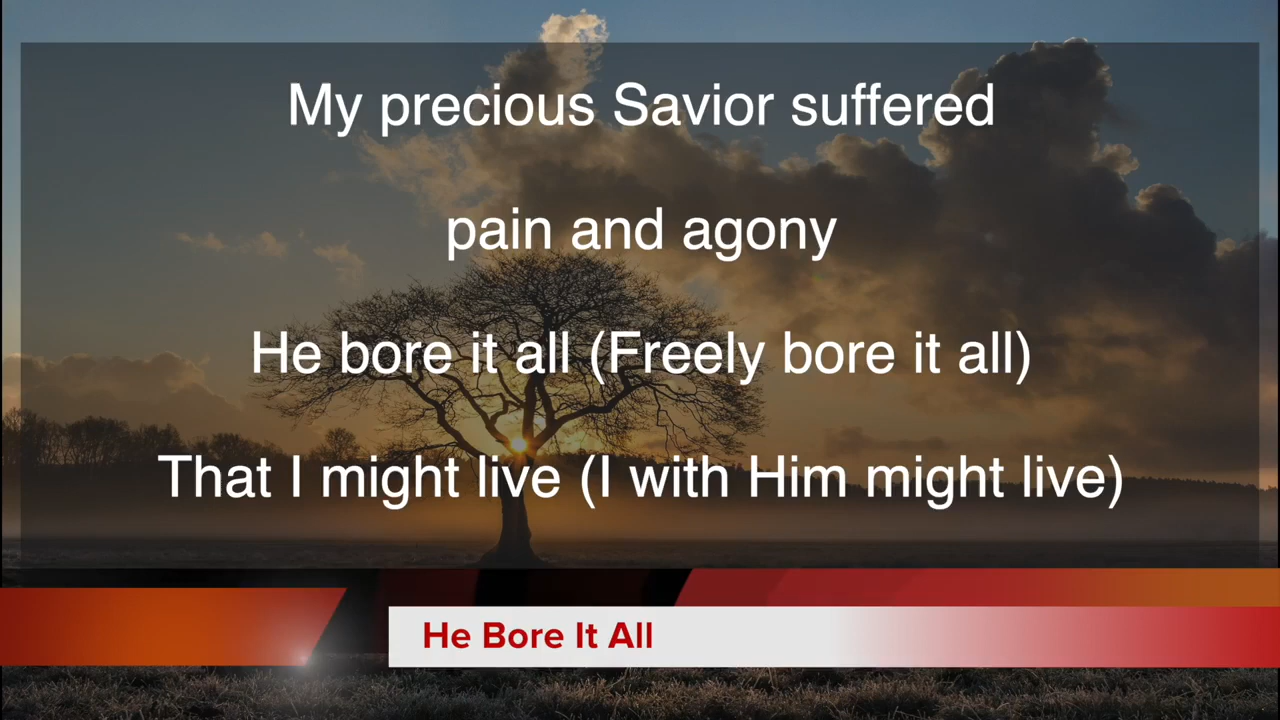 My precious Savior suffered
pain and agony
He bore it all (Freely bore it all)
That I might live (I with Him might live)
He Bore It All